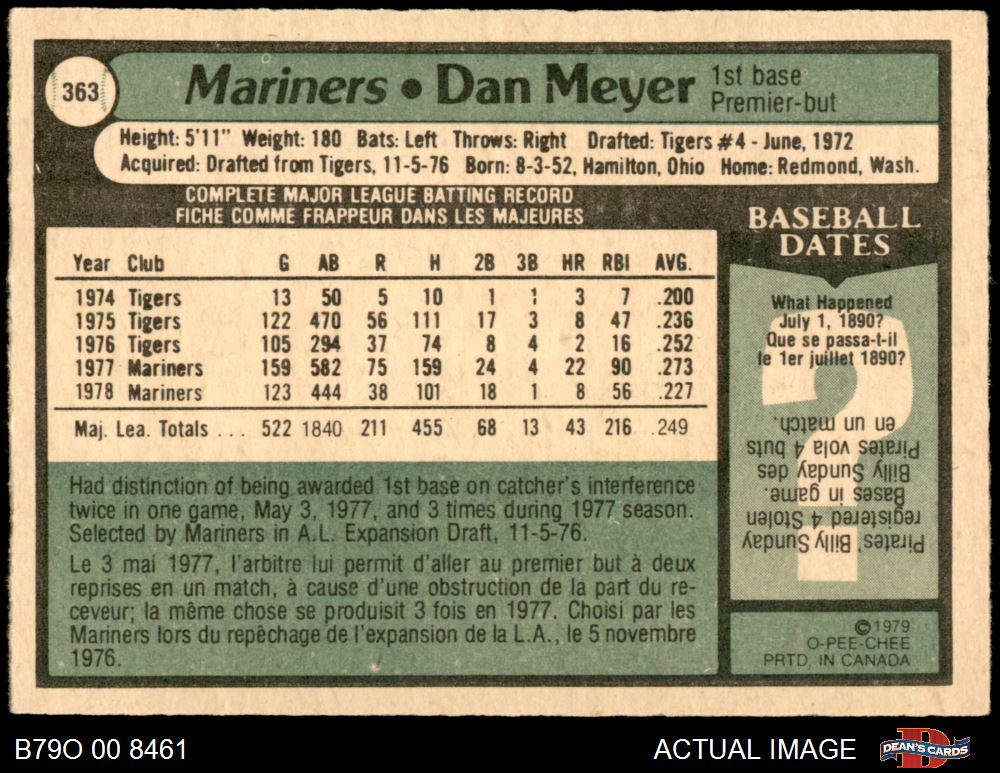 363
Mariners • Dan Meyer
1st base
Premier-but
Height: 5'11" Weight: 180 Bats: Left Throws: Right Drafted: Tigers #4 - June, 1972
Acquired: Drafted from Tigers, 11-5-76 Born: 8-3-52, Hamilton, Ohio Home: Redmond, Wash.
COMPLETE MAJOR LEAGUE BATTING RECORD
FICHE COMME FRAPPEUR DANS LES MAJEURES
Year Club G AB R H 2B 3B HR RBI AVG.
1974 Tigers 13 50 5 10 1 1 3 7 .200
1975 Tigers 122 470 56 111 17 3 8 47 .236
1976 Tigers 105 294 37 74 8 4 2 16 .252
1977 Mariners 159 582 75 159 24 4 22 90 .273
1978 Mariners 123 444 38 101 18 1 8 56 .227
Maj. Lea. Totals ... 522 1840 211 455 68 13 43 216 .249
Had distinction of being awarded 1st base on catcher's interference
twice in one game, May 3, 1977, and 3 times during 1977 season.
Selected by Mariners in A.L. Expansion Draft, 11-5-76.
Le 3 mai 1977, l'arbitre lui permit d'aller au premier but à deux
reprises en un match, à cause d'une obstruction de la part du re-
ceveur; la même chose se produisit 3 fois en 1977. Choisi par les
Mariners lors du repêchage de l'expansion de la L.A., le 5 novembre
1976.
BASEBALL
DATES
What Happened
July 1, 1890?
Que se passa-t-il
le 1er juillet 1890?
Pirates' Billy Sunday
registered 4 Stolen
Bases in game.
Billy Sunday des
Pirates vola 4 buts
en un match.
©1979
O-PEE-CHEE
PRTD. IN CANADA
B79O 00 8461
ACTUAL IMAGE
DEAN'S CARDS